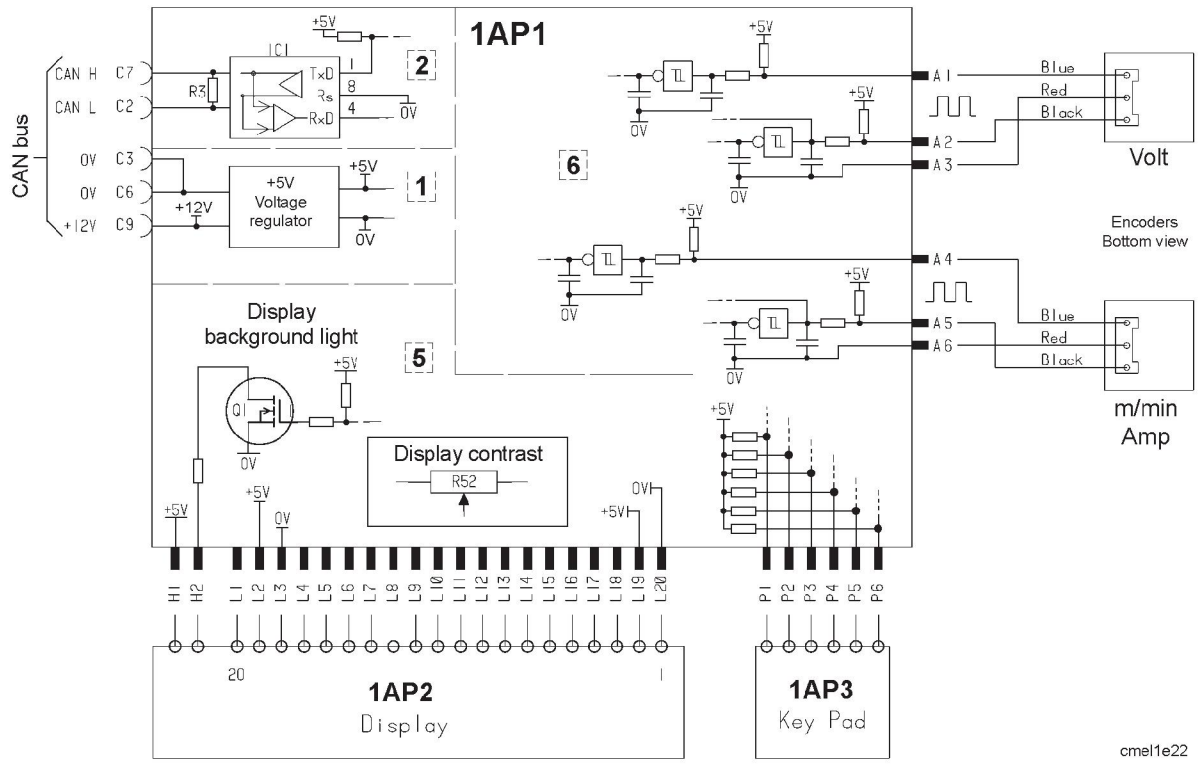 1AP1
+5V
IC1
CAN H C7
TxD
1
2
R3
Rs
8
0V
CAN L C2
RxD
4
CAN bus
0V C3
0V C6
+12V C9
+12V
+5V
Voltage
regulator
+5V
0V
1
+5V
0V
A1
Blue
Red
Black
+5V
0V
A2
A3
Volt
6
Encoders
Bottom view
+5V
0V
A4
+5V
0V
A5
A6
Blue
Red
Black
m/min
Amp
Display
background light
5
+5V
Q1
0V
Display contrast
R52
+5V
+5V
+5V
0V
0V
+5V
H1
H2
L1
L2
L3
L4
L5
L6
L7
L8
L9
L10
L11
L12
L13
L14
L15
L16
L17
L18
L19
L20
P1
P2
P3
P4
P5
P6
20
1
1AP2
Display
1AP3
Key Pad
cmel1e22